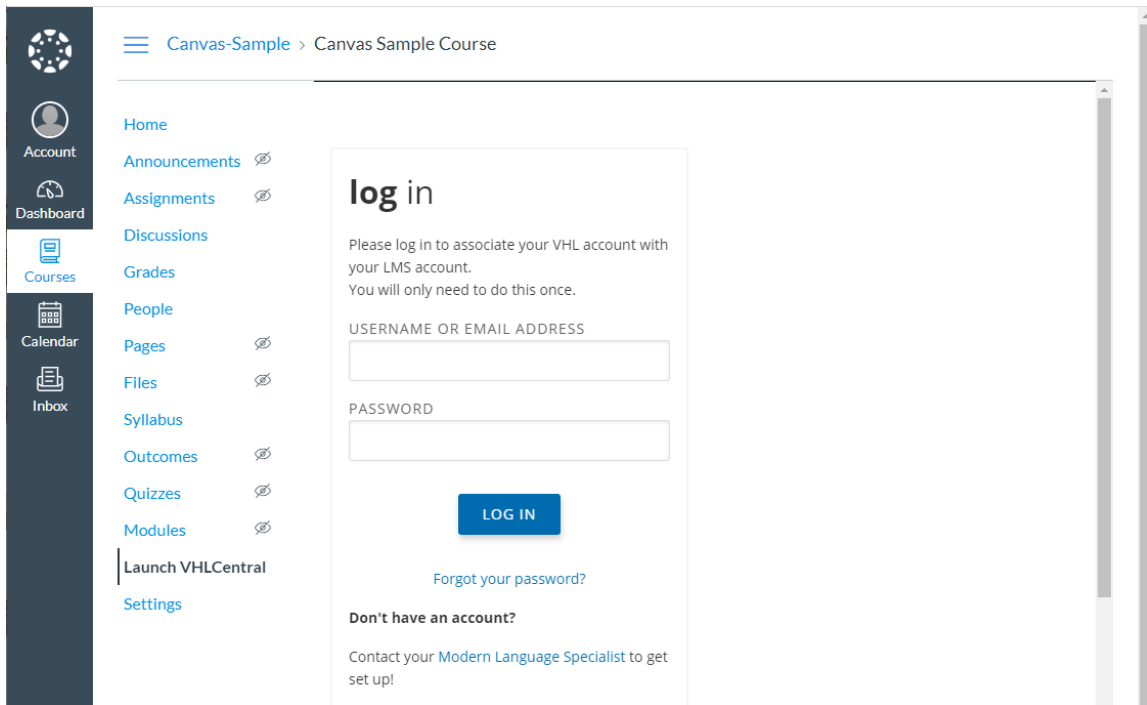 Canvas-Sample > Canvas Sample Course
Account
Dashboard
Courses
Calendar
Inbox
Home
Announcements
Assignments
Discussions
Grades
People
Pages
Files
Syllabus
Outcomes
Quizzes
Modules
Launch VHLCentral
Settings
log in
Please log in to associate your VHL account with
your LMS account.
You will only need to do this once.
USERNAME OR EMAIL ADDRESS
PASSWORD
LOG IN
Forgot your password?
Don't have an account?
Contact your Modern Language Specialist to get
set up!